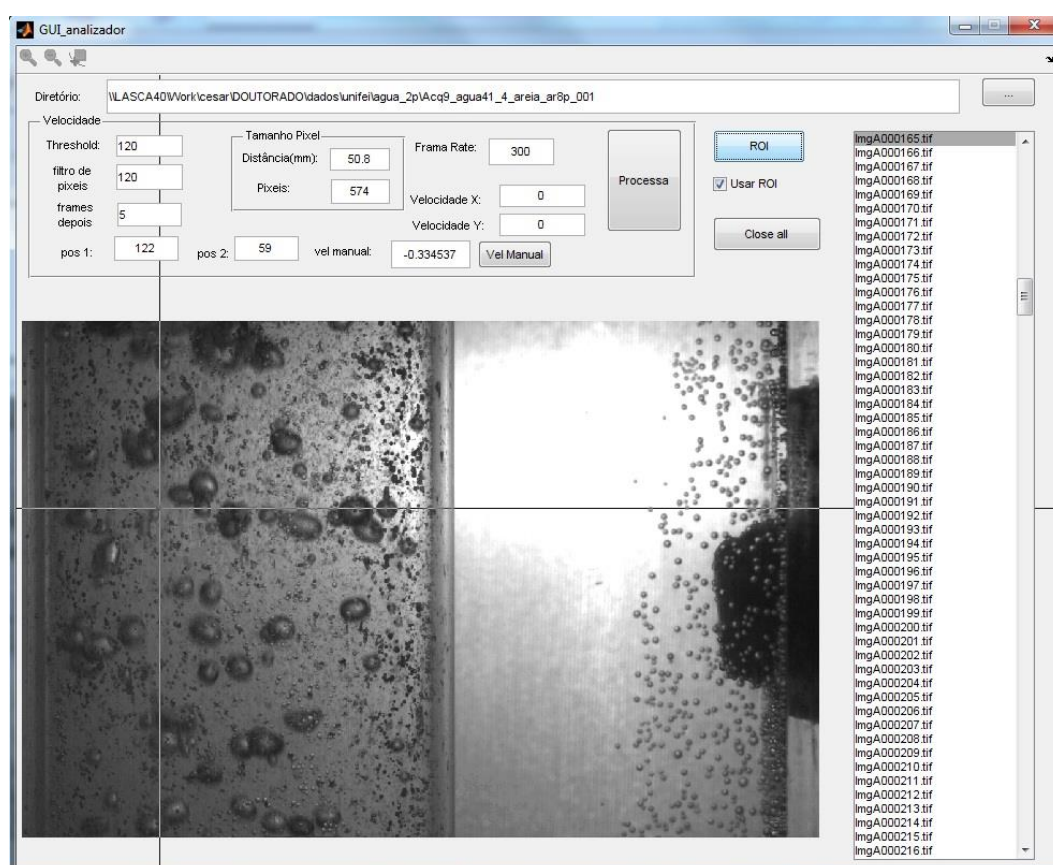 GUI_analizador
Diretório: \\LASCA40\Work\cesar\DOUTORADO\dados\unifei\agua_2p\Acq9_agua41_4_areia_ar8p_001 ...
Velocidade
Threshold: 120
filtro de pixeis 120
frames depois 5
Tamanho Pixel
Distância(mm): 50.8
Pixeis: 574
Frama Rate: 300
Velocidade X: 0
Velocidade Y: 0
Processa
pos 1: 122 pos 2: 59 vel manual: -0.334537 Vel Manual
ROI
Usar ROI
Close all
ImgA000165.tif
ImgA000166.tif
ImgA000167.tif
ImgA000168.tif
ImgA000169.tif
ImgA000170.tif
ImgA000171.tif
ImgA000172.tif
ImgA000173.tif
ImgA000174.tif
ImgA000175.tif
ImgA000176.tif
ImgA000177.tif
ImgA000178.tif
ImgA000179.tif
ImgA000180.tif
ImgA000181.tif
ImgA000182.tif
ImgA000183.tif
ImgA000184.tif
ImgA000185.tif
ImgA000186.tif
ImgA000187.tif
ImgA000188.tif
ImgA000189.tif
ImgA000190.tif
ImgA000191.tif
ImgA000192.tif
ImgA000193.tif
ImgA000194.tif
ImgA000195.tif
ImgA000196.tif
ImgA000197.tif
ImgA000198.tif
ImgA000199.tif
ImgA000200.tif
ImgA000201.tif
ImgA000202.tif
ImgA000203.tif
ImgA000204.tif
ImgA000205.tif
ImgA000206.tif
ImgA000207.tif
ImgA000208.tif
ImgA000209.tif
ImgA000210.tif
ImgA000211.tif
ImgA000212.tif
ImgA000213.tif
ImgA000214.tif
ImgA000215.tif
ImgA000216.tif